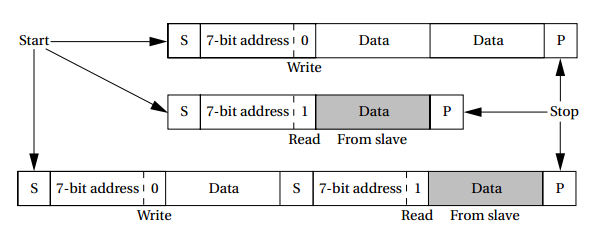 Start S 7-bit address 0 Data Data P
Write
S 7-bit address 1 Data P Stop
Read From slave
S 7-bit address 0 Data S 7-bit address 1 Data P
Write Read From slave